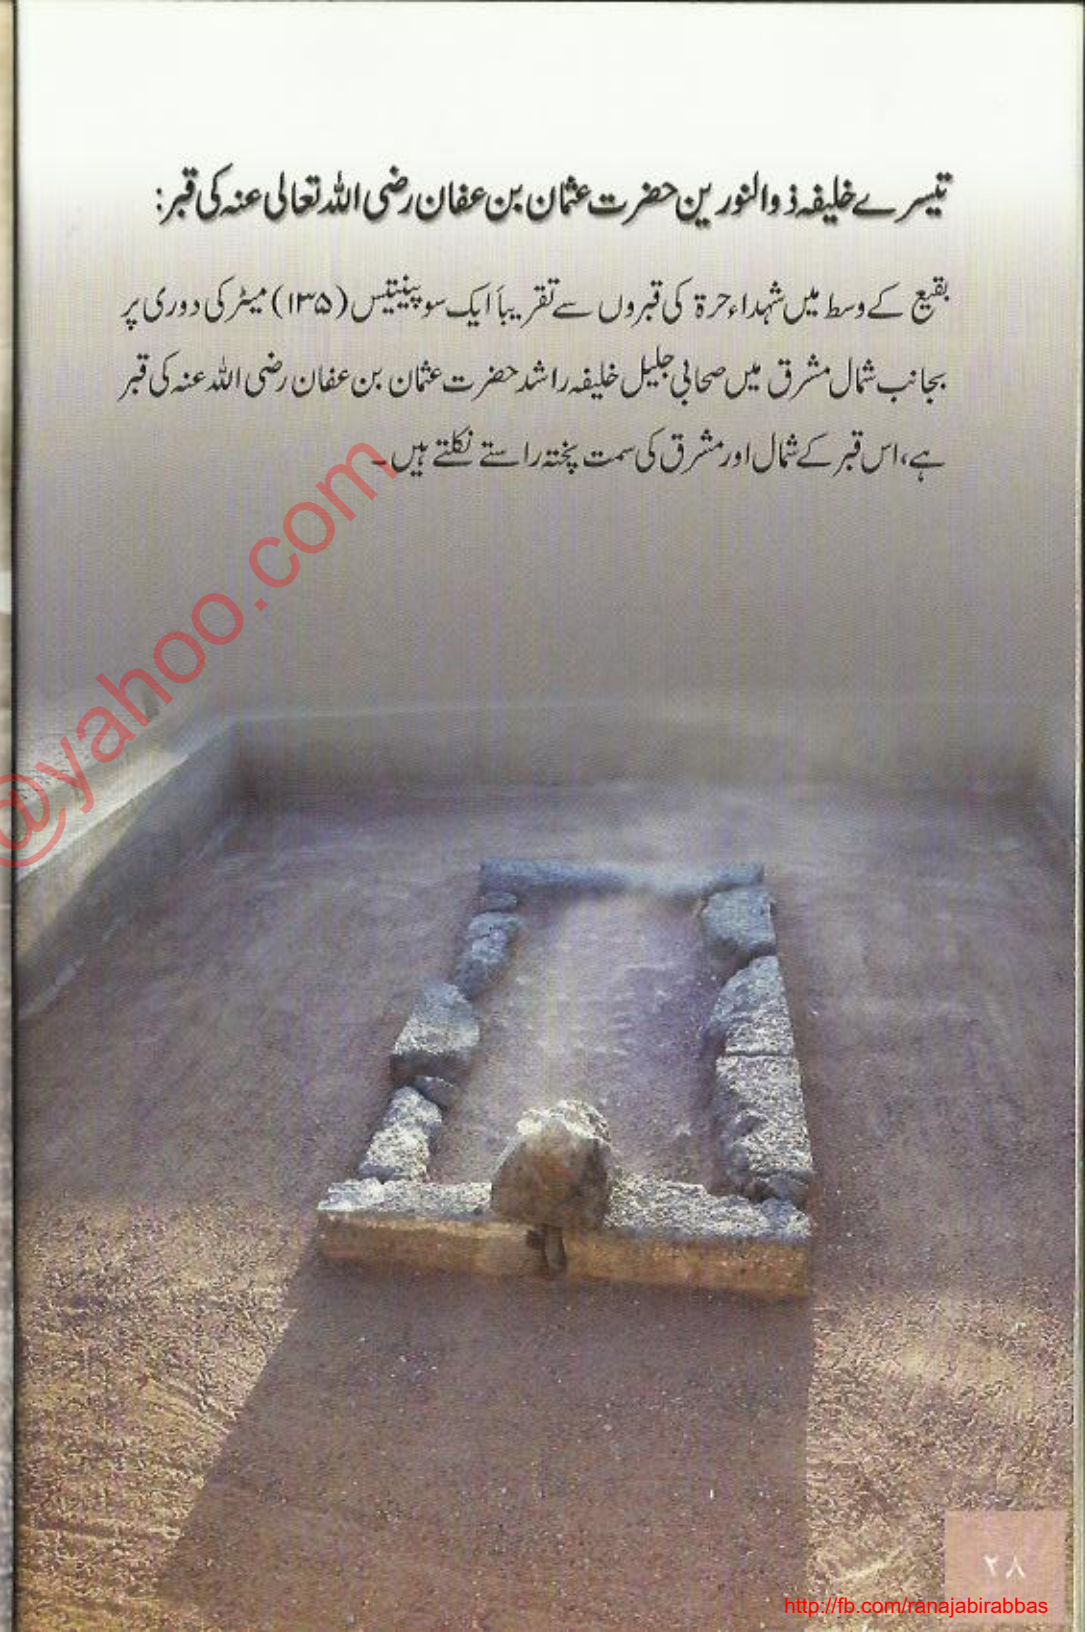 تیسرے خلیفہ ذوالنورین حضرت عثمان بن عفان رضی اللہ تعالی عنہ کی قبر:
بقیع کے وسط میں شہداء حرۃ کی قبروں سے تقریباً ایک سو پینتیس (۱۳۵) میٹر کی دوری پر
بجانب شمال مشرق میں صحابی جلیل خلیفہ راشد حضرت عثمان بن عفان رضی اللہ عنہ کی قبر
ہے، اس قبر کے شمال اور مشرق کی سمت پختہ راستے نکلتے ہیں۔
@yahoo.com
۲۸
http://fb.com/ranajabirabbas